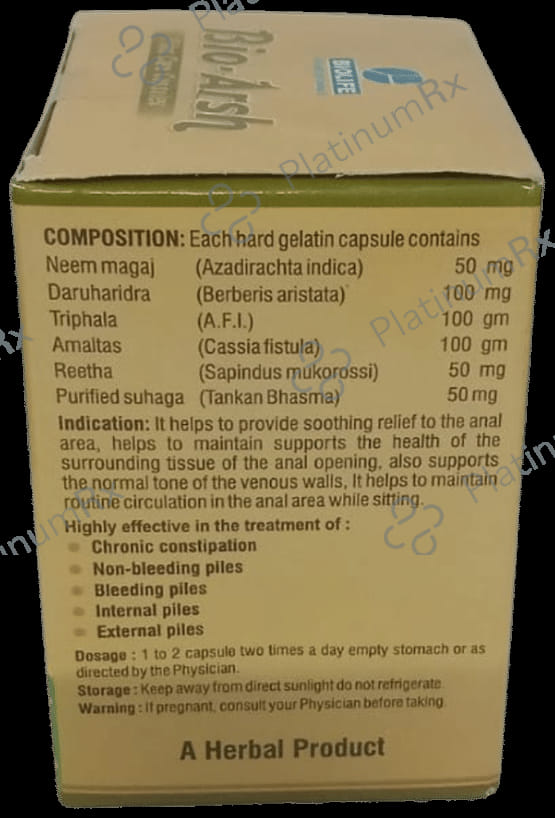 BIOLIFE
Bio-Arsh
COMPOSITION: Each hard gelatin capsule contains
Neem magaj (Azadirachta indica) 50 mg
Daruharidra (Berberis aristata) 100 mg
Triphala (A.F.I.) 100 gm
Amaltas (Cassia fistula) 100 gm
Reetha (Sapindus mukorossi) 50 mg
Purified suhaga (Tankan Bhasma) 50 mg
Indication: It helps to provide soothing relief to the anal
area, helps to maintain supports the health of the
surrounding tissue of the anal opening, also supports
the normal tone of the venous walls, It helps to maintain
routine circulation in the anal area while sitting.
Highly effective in the treatment of :
Chronic constipation
Non-bleeding piles
Bleeding piles
Internal piles
External piles
Dosage : 1 to 2 capsule two times a day empty stomach or as
directed by the Physician.
Storage : Keep away from direct sunlight do not refrigerate
Warning : If pregnant, consult your Physician before taking.
A Herbal Product
PlatinumRx
PlatinumRx
PlatinumRx